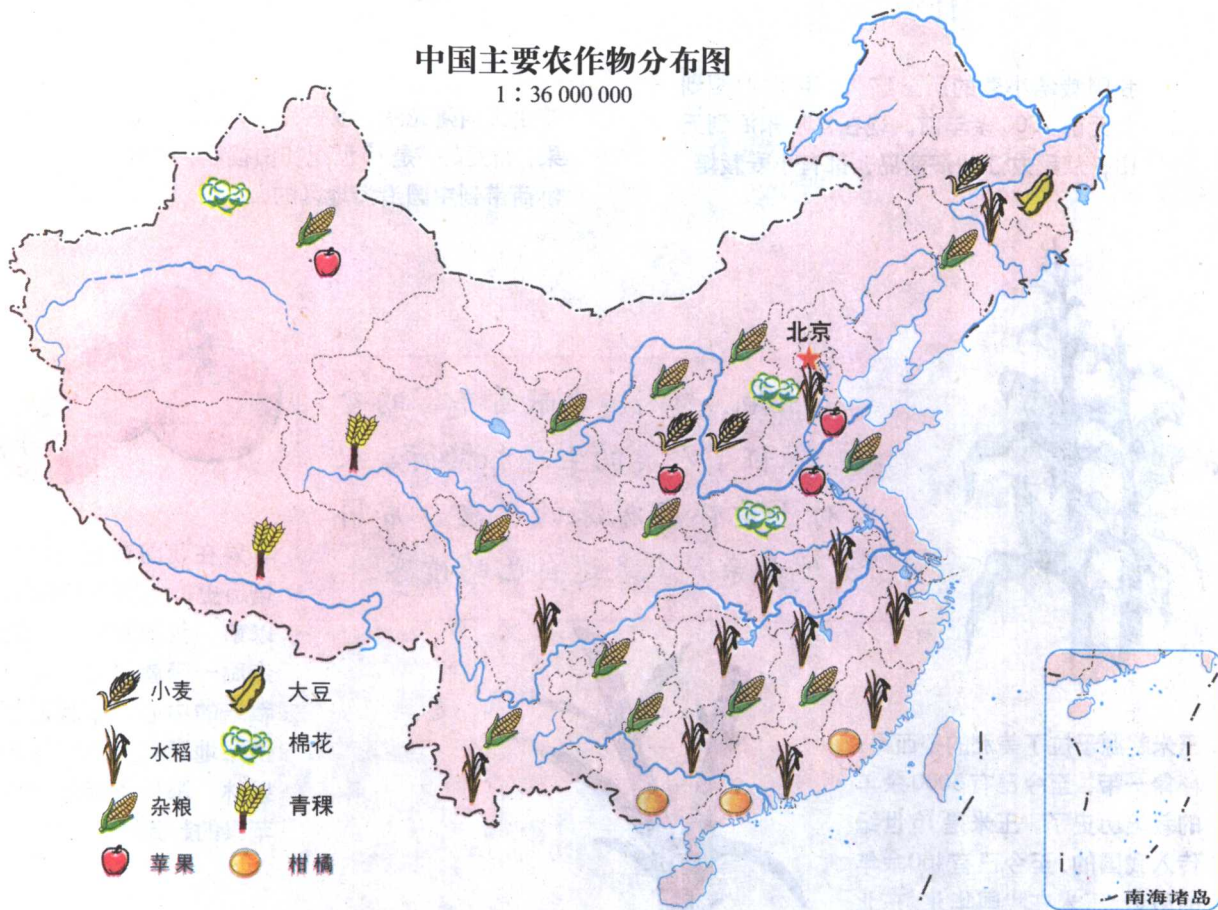 中国主要农作物分布图
1：36 000 000
北京
小麦 大豆
水稻 棉花
杂粮 青稞
苹果 柑橘
南海诸岛